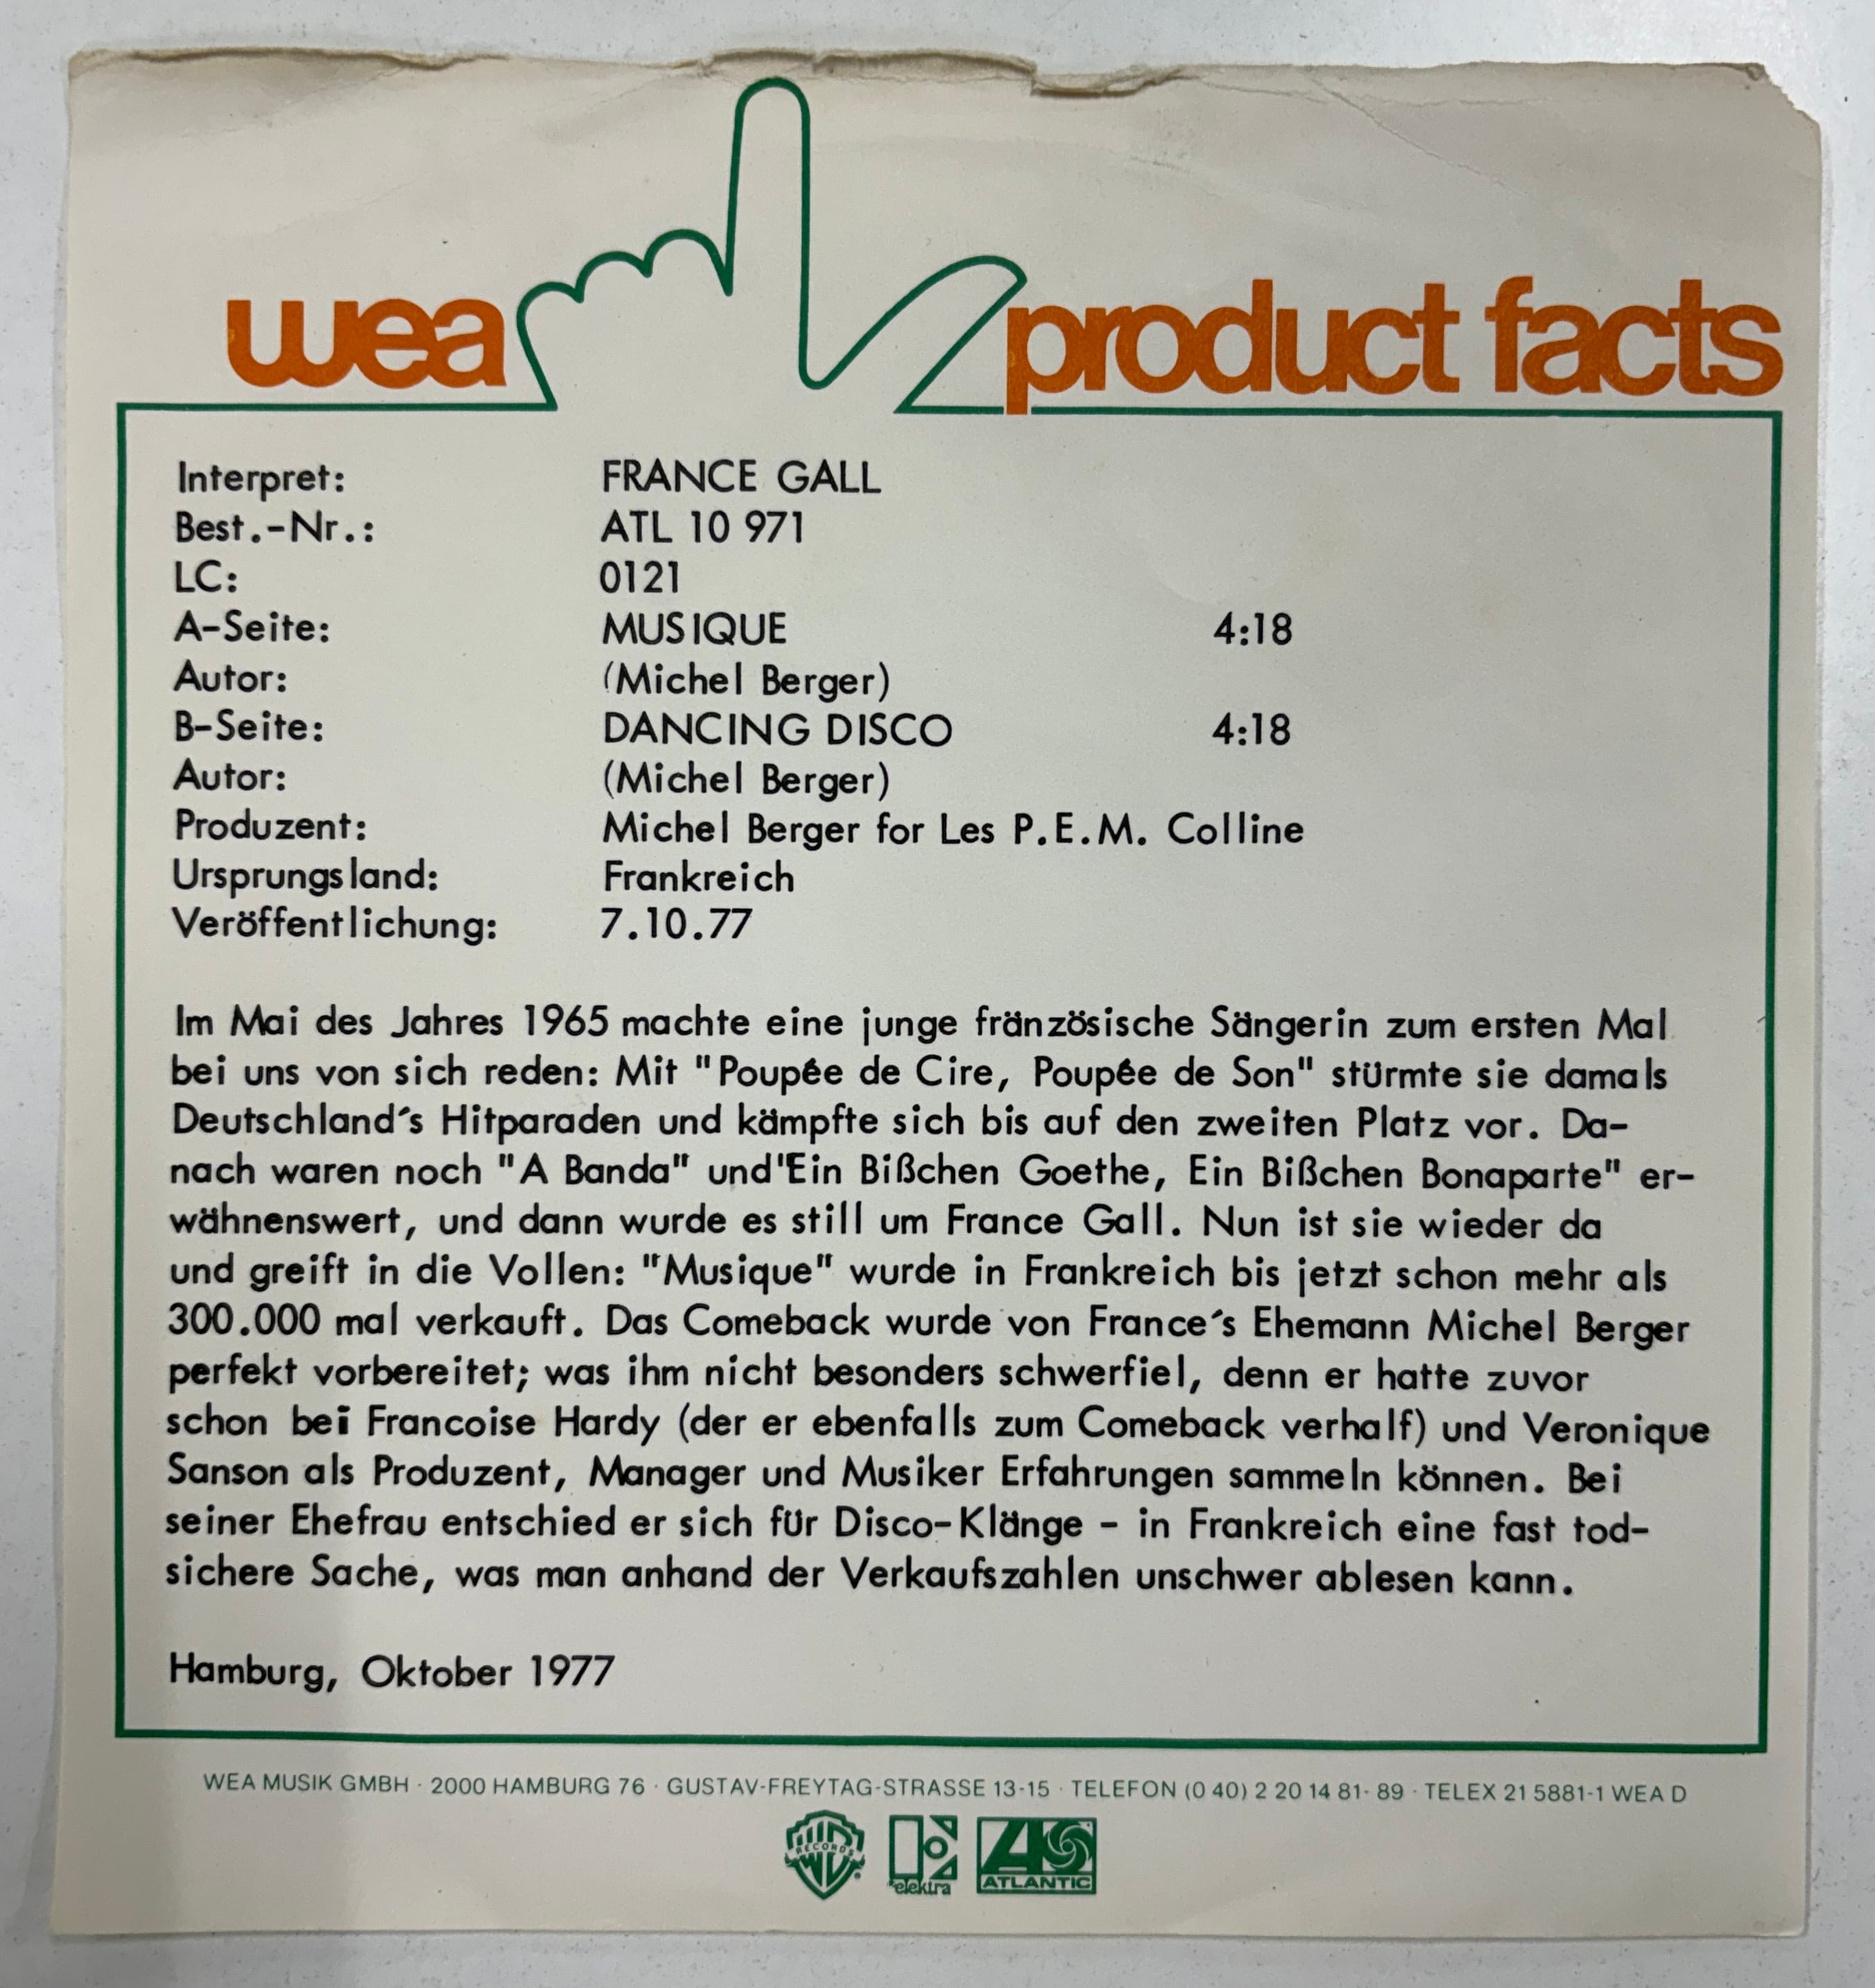 wea product facts
Interpret: FRANCE GALL
Best.-Nr.: ATL 10 971
LC: 0121
A-Seite: MUSIQUE 4:18
Autor: (Michel Berger)
B-Seite: DANCING DISCO 4:18
Autor: (Michel Berger)
Produzent: Michel Berger for Les P.E.M. Colline
Ursprungsland: Frankreich
Veröffentlichung: 7.10.77
Im Mai des Jahres 1965 machte eine junge fränzösische Sängerin zum ersten Mal
bei uns von sich reden: Mit "Poupée de Cire, Poupée de Son" stürmte sie damals
Deutschland´s Hitparaden und kämpfte sich bis auf den zweiten Platz vor. Da-
nach waren noch "A Banda" und"Ein Bißchen Goethe, Ein Bißchen Bonaparte" er-
wähnenswert, und dann wurde es still um France Gall. Nun ist sie wieder da
und greift in die Vollen: "Musique" wurde in Frankreich bis jetzt schon mehr als
300.000 mal verkauft. Das Comeback wurde von France´s Ehemann Michel Berger
perfekt vorbereitet; was ihm nicht besonders schwerfiel, denn er hatte zuvor
schon bei Francoise Hardy (der er ebenfalls zum Comeback verhalf) und Veronique
Sanson als Produzent, Manager und Musiker Erfahrungen sammeln können. Bei
seiner Ehefrau entschied er sich für Disco-Klänge - in Frankreich eine fast tod-
sichere Sache, was man anhand der Verkaufszahlen unschwer ablesen kann.
Hamburg, Oktober 1977
WEA MUSIK GMBH · 2000 HAMBURG 76 · GUSTAV-FREYTAG-STRASSE 13-15 · TELEFON (0 40) 2 20 14 81-89 · TELEX 21 5881-1 WEA D
RECORDS elektra ATLANTIC